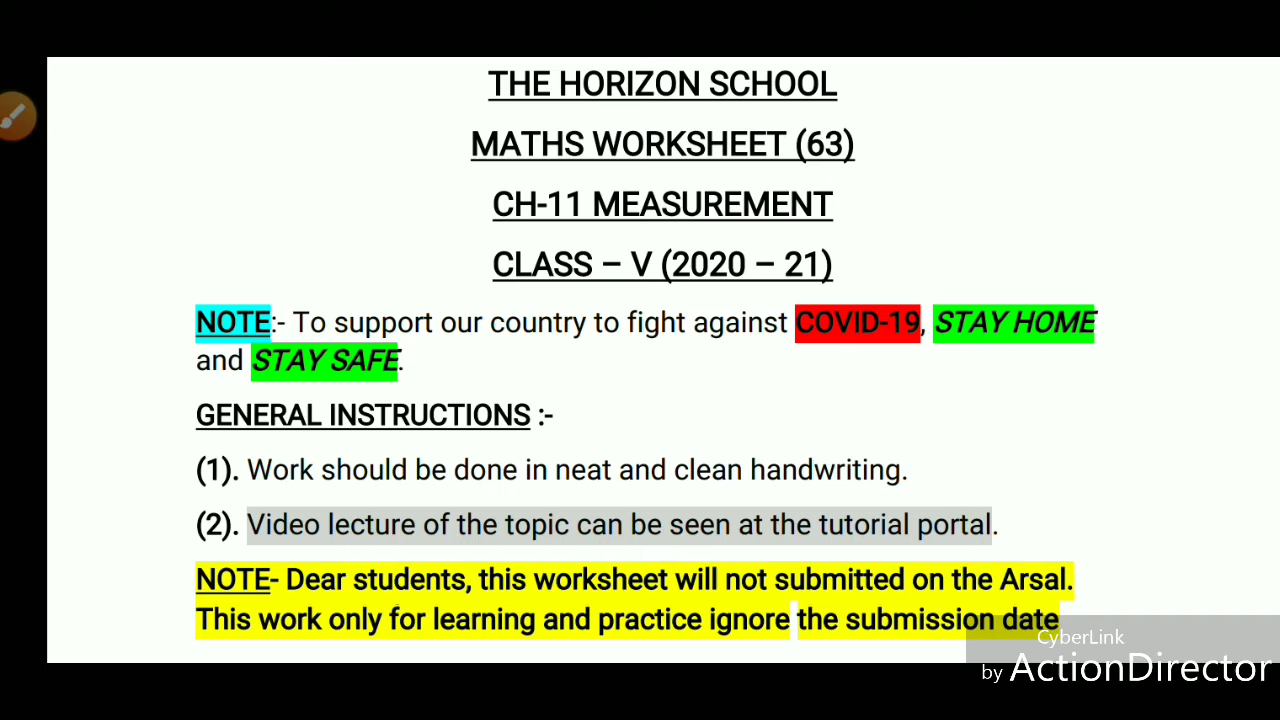 THE HORIZON SCHOOL
MATHS WORKSHEET (63)
CH-11 MEASUREMENT
CLASS – V (2020 – 21)
NOTE:- To support our country to fight against COVID-19, STAY HOME
and STAY SAFE.
GENERAL INSTRUCTIONS :-
(1). Work should be done in neat and clean handwriting.
(2). Video lecture of the topic can be seen at the tutorial portal.
NOTE- Dear students, this worksheet will not submitted on the Arsal.
This work only for learning and practice ignore the submission date
CyberLink
by ActionDirector